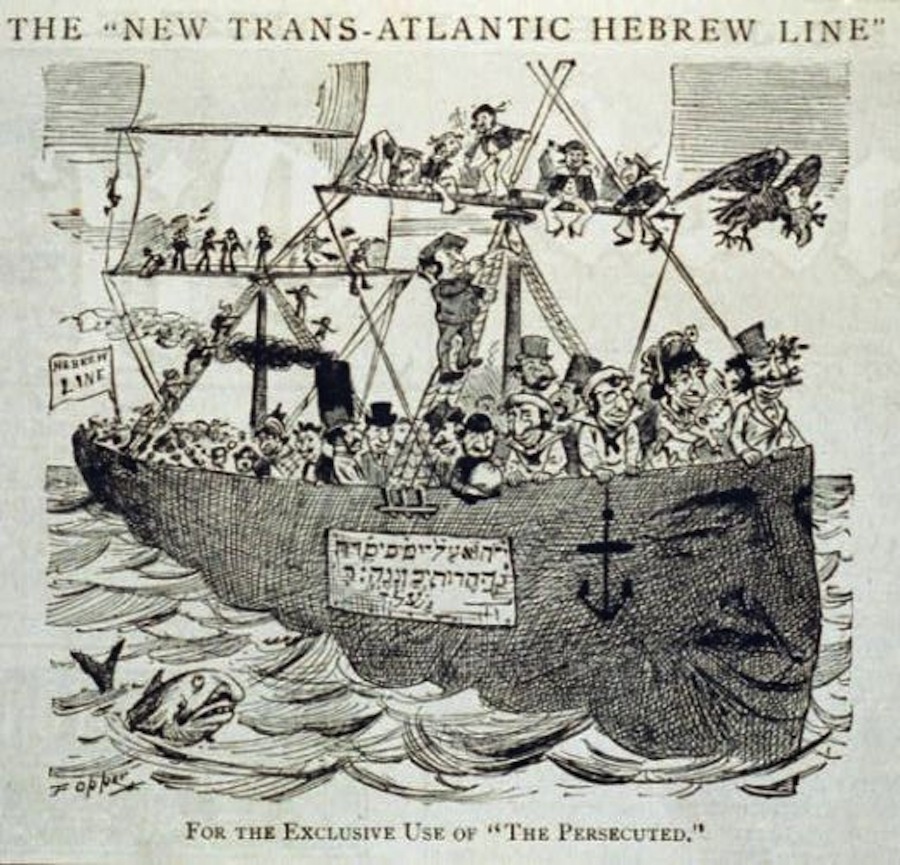 THE "NEW TRANS-ATLANTIC HEBREW LINE"
HEBREW
LINE
F Opper
FOR THE EXCLUSIVE USE OF "THE PERSECUTED."